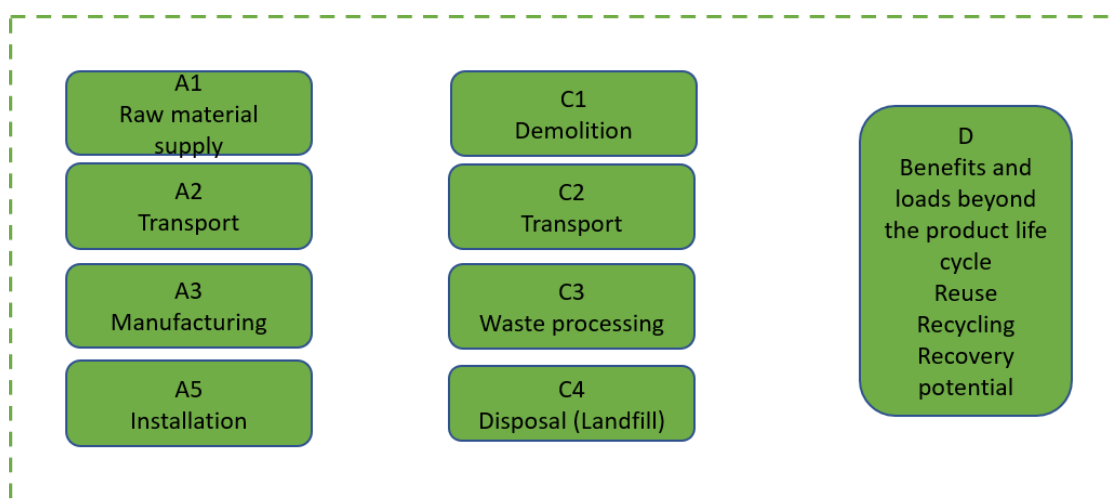 A1
Raw material
supply
A2
Transport
A3
Manufacturing
A5
Installation
C1
Demolition
C2
Transport
C3
Waste processing
C4
Disposal (Landfill)
D
Benefits and
loads beyond
the product life
cycle
Reuse
Recycling
Recovery
potential